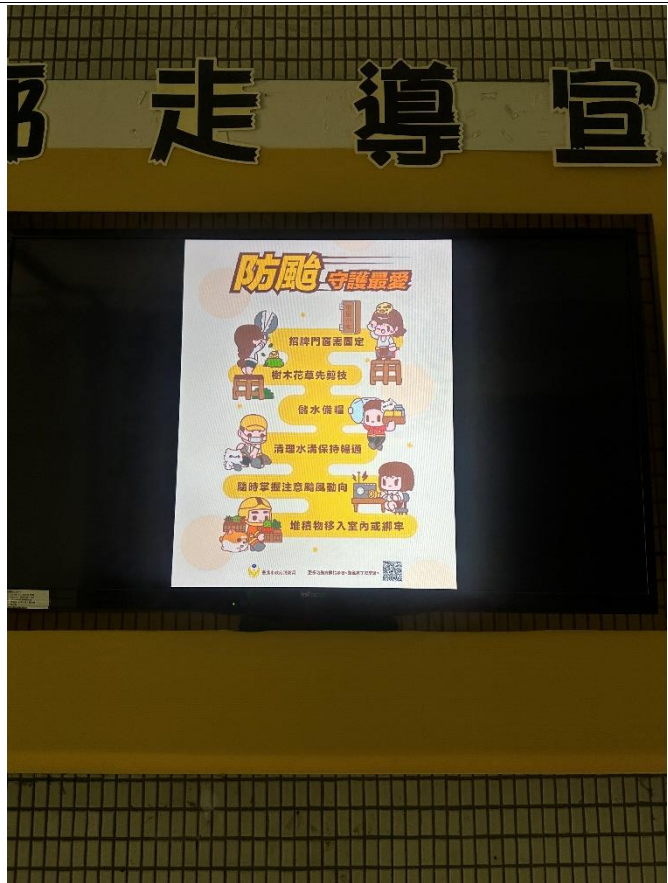 走導宣
防颱 守護最愛
招牌門窗需固定
樹木花草先剪枝
儲水備糧
清理水溝保持暢通
隨時掌握注意颱風動向
堆積物移入室內或綁牢